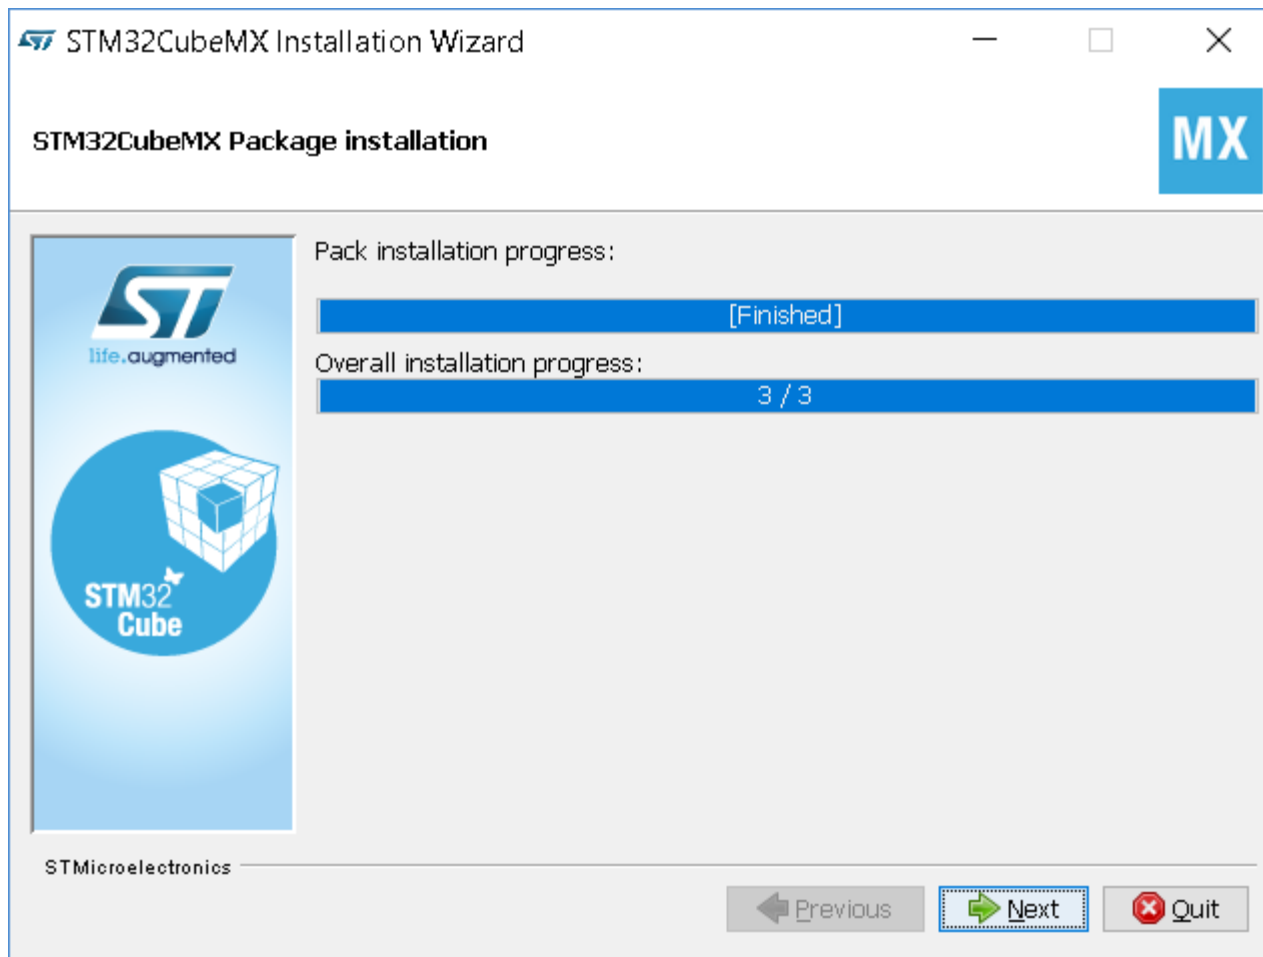 STM32CubeMX Installation Wizard
STM32CubeMX Package installation
MX
Pack installation progress:
[Finished]
Overall installation progress:
3 / 3
ST
life.augmented
STM32
Cube
STMicroelectronics
Previous
Next
Quit